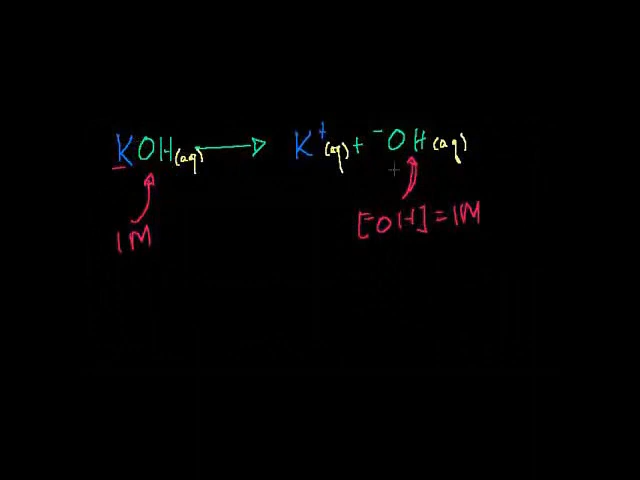 KOH(aq) → K⁺(aq) + ⁻OH(aq)
1M
[⁻OH] = 1M